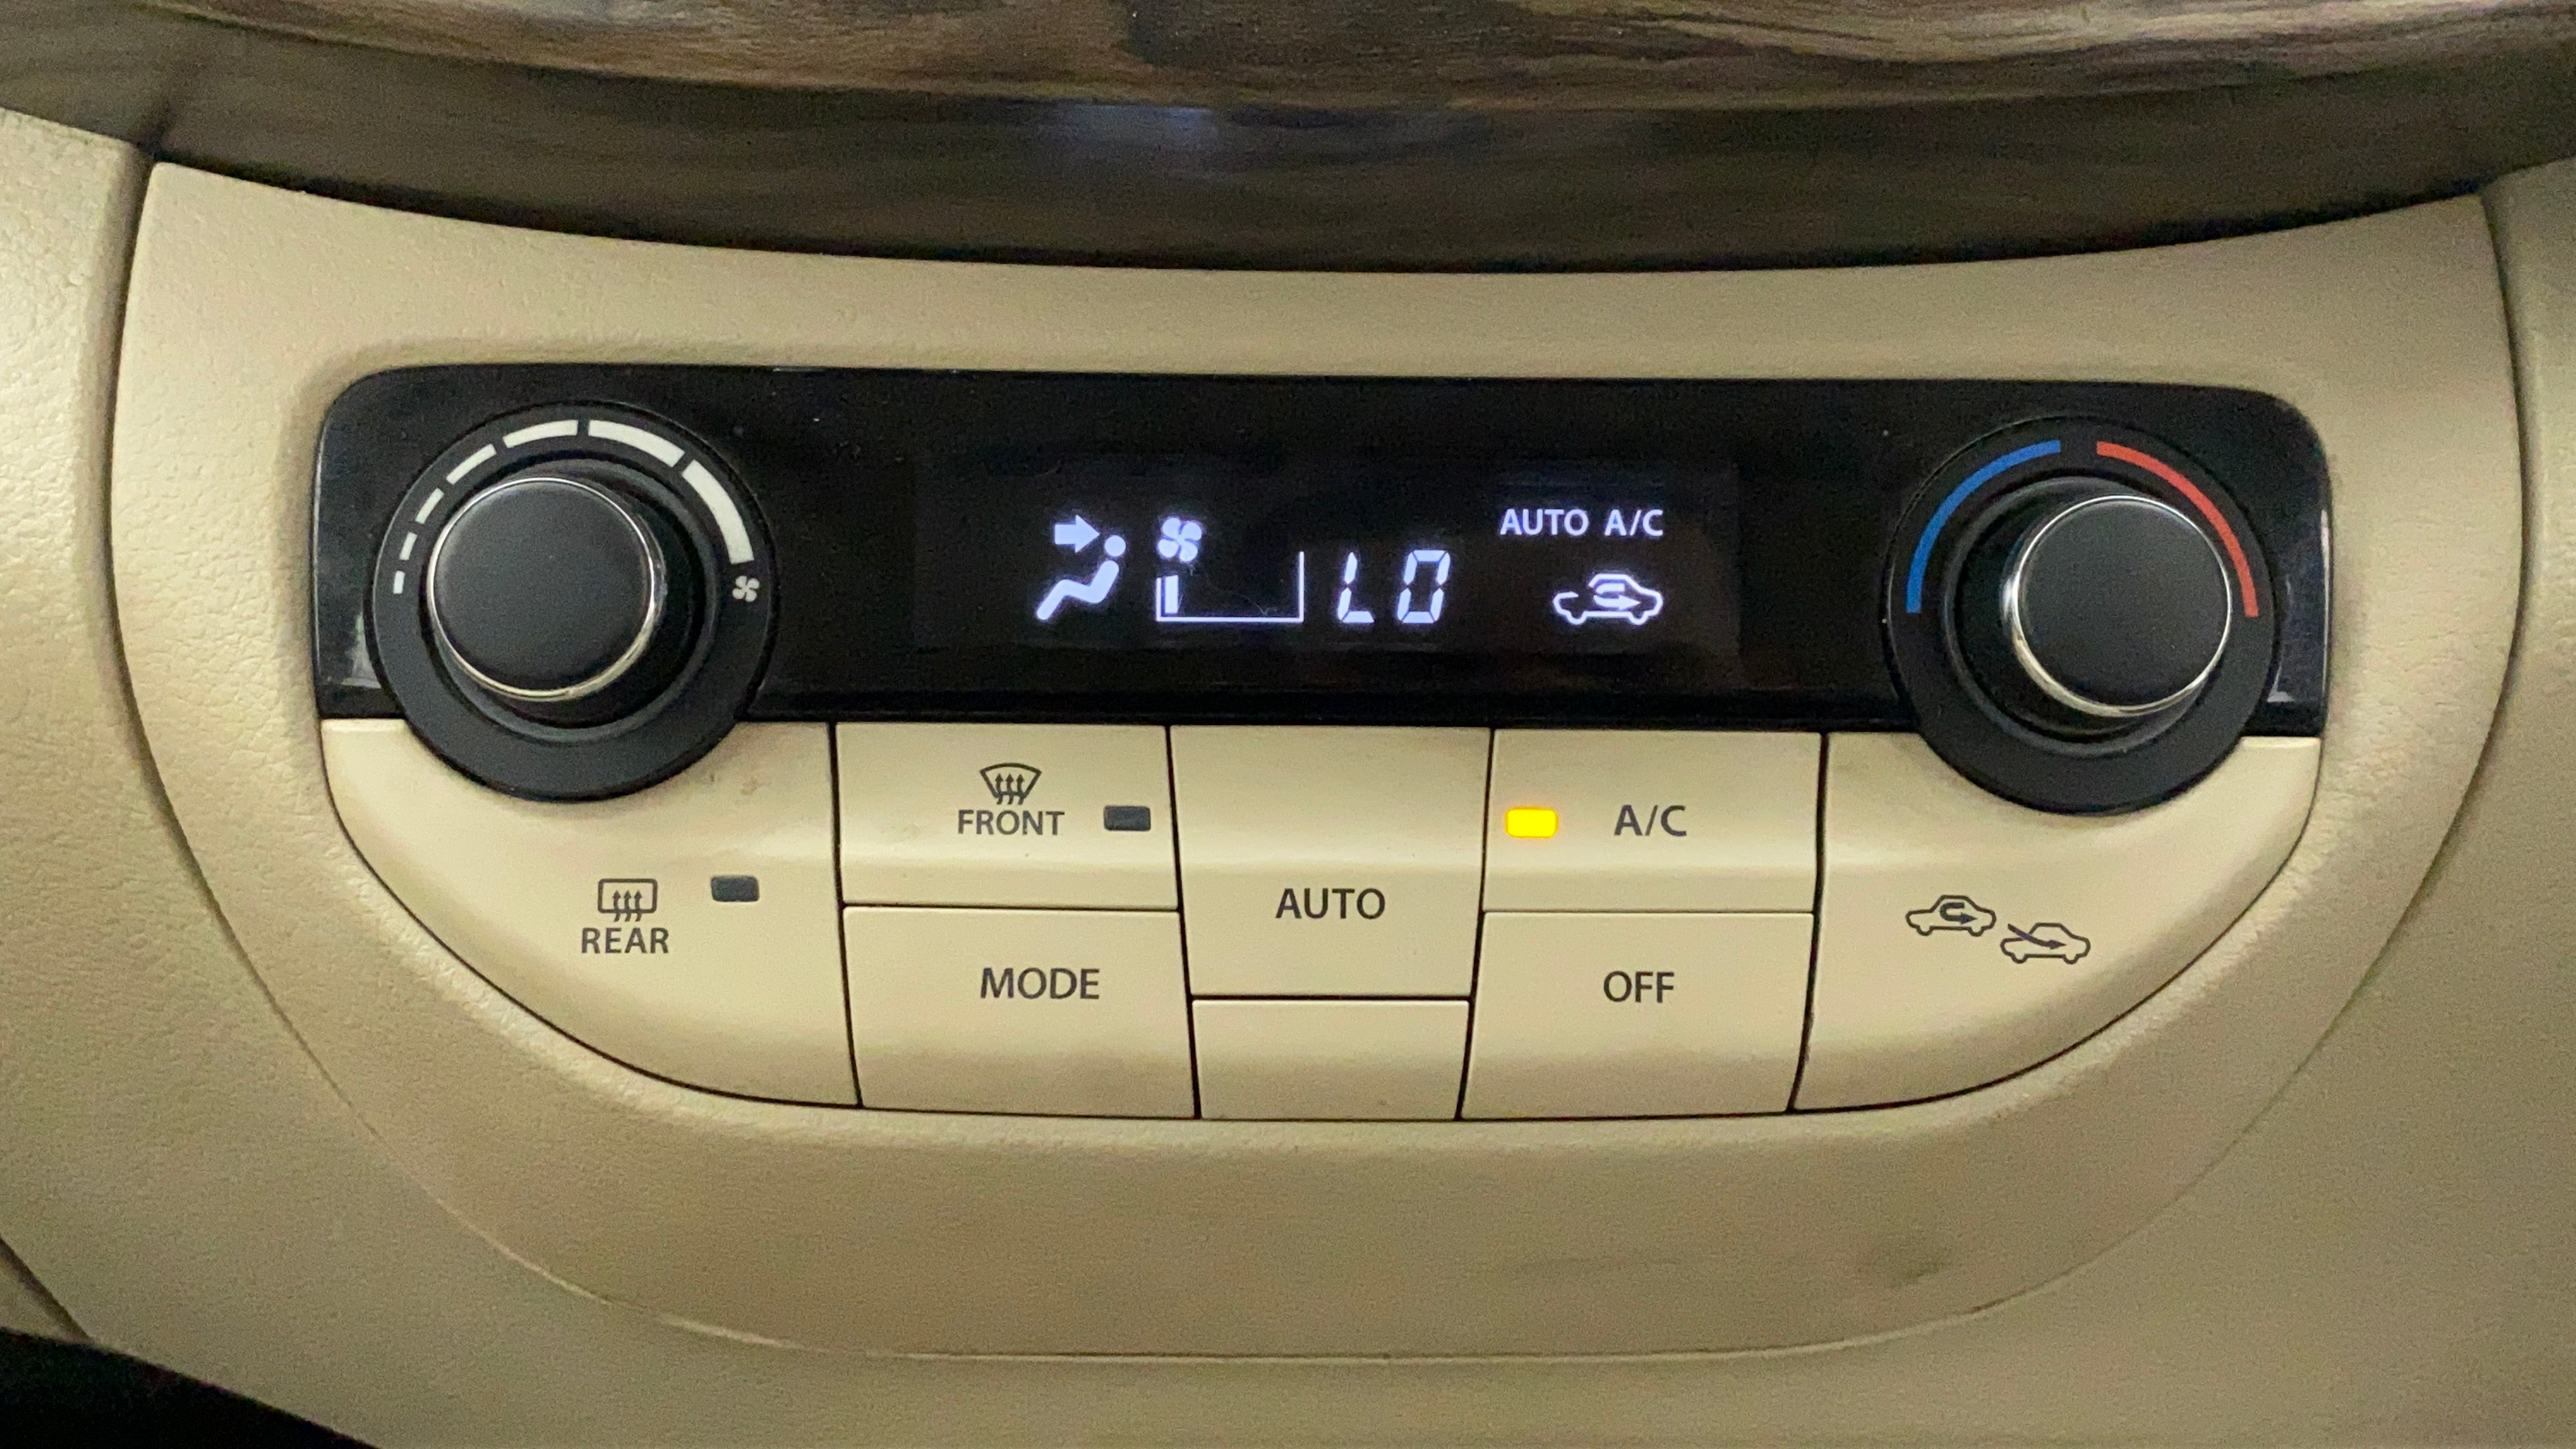 AUTO A/C
LO
FRONT
A/C
AUTO
REAR
MODE
OFF